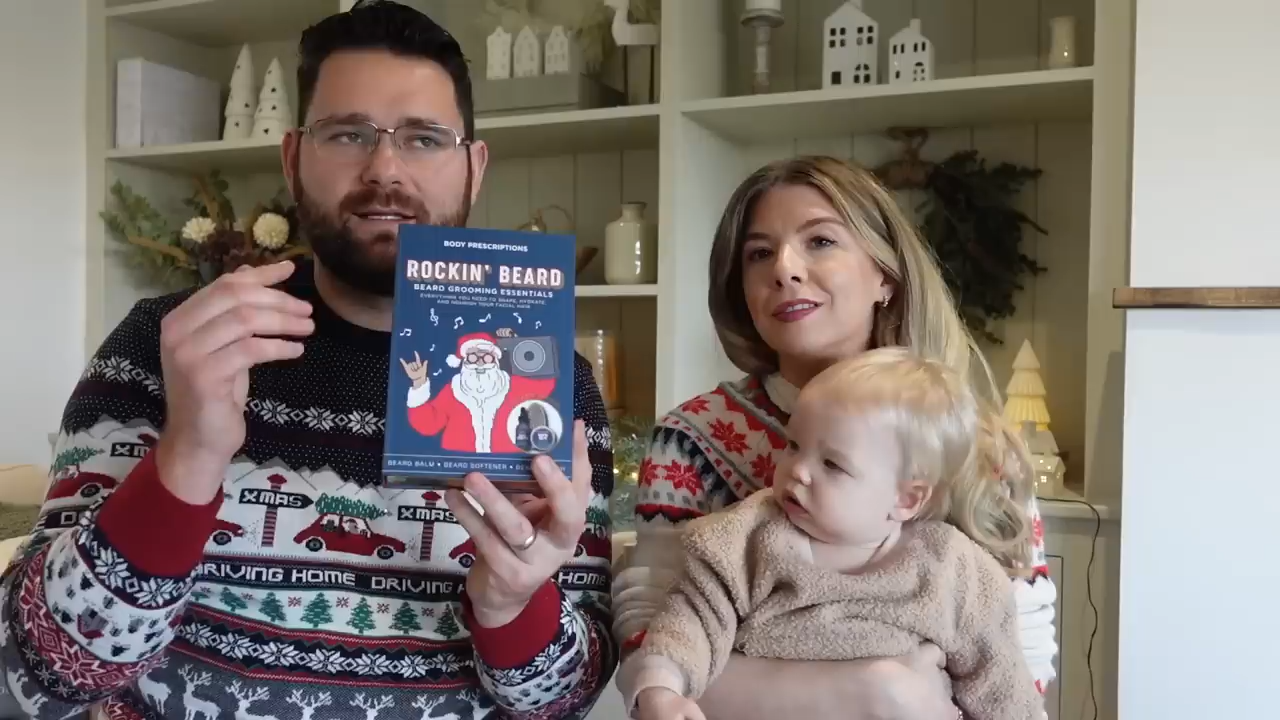 BODY PRESCRIPTIONS
ROCKIN' BEARD
BEARD GROOMING ESSENTIALS
EVERYTHING YOU NEED TO SHAPE, HYDRATE
AND NOURISH YOUR FACIAL HAIR
BEARD BALM • BEARD SOFTENER •
XMAS
XMAS
DRIVING HOME DRIVING
HOME